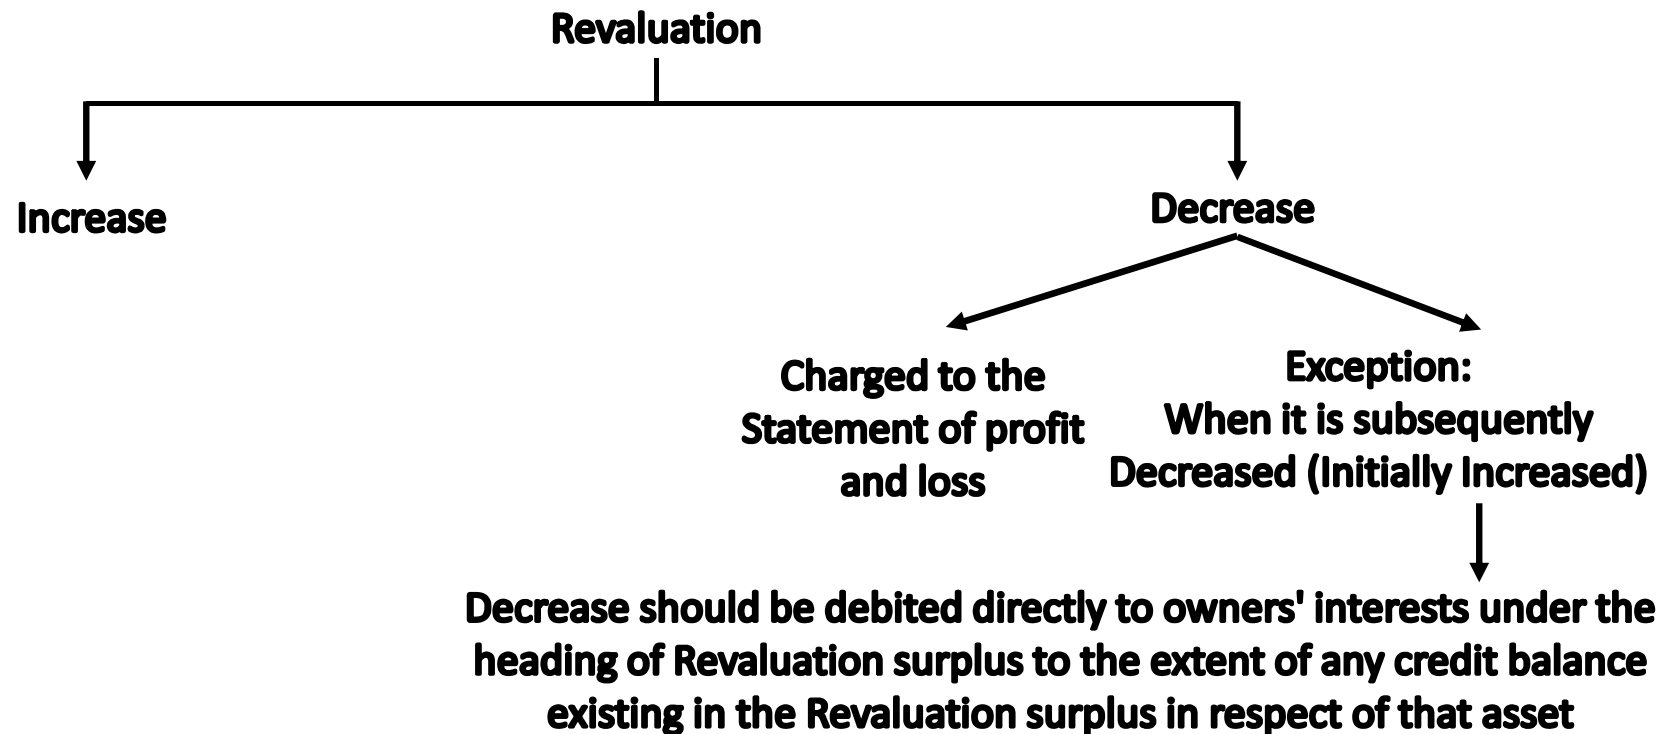 Revaluation
Increase
Decrease
Charged to the
Statement of profit
and loss
Exception:
When it is subsequently
Decreased (Initially Increased)
Decrease should be debited directly to owners' interests under the
heading of Revaluation surplus to the extent of any credit balance
existing in the Revaluation surplus in respect of that asset